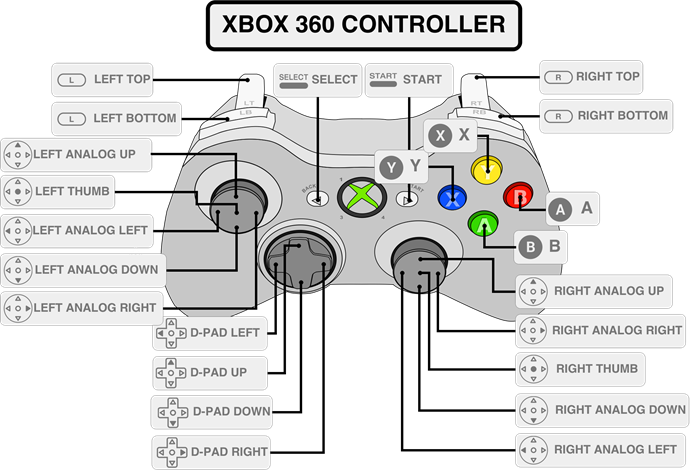 XBOX 360 CONTROLLER
L LEFT TOP
SELECT SELECT
START START
R RIGHT TOP
LT
RT
L LEFT BOTTOM
LB
RB
R RIGHT BOTTOM
X X
LEFT ANALOG UP
Y Y
Y
1
BACK
START
LEFT THUMB
X
B
A A
3
4
LEFT ANALOG LEFT
A
B B
LEFT ANALOG DOWN
RIGHT ANALOG UP
LEFT ANALOG RIGHT
D-PAD LEFT
RIGHT ANALOG RIGHT
D-PAD UP
RIGHT THUMB
D-PAD DOWN
RIGHT ANALOG DOWN
D-PAD RIGHT
RIGHT ANALOG LEFT